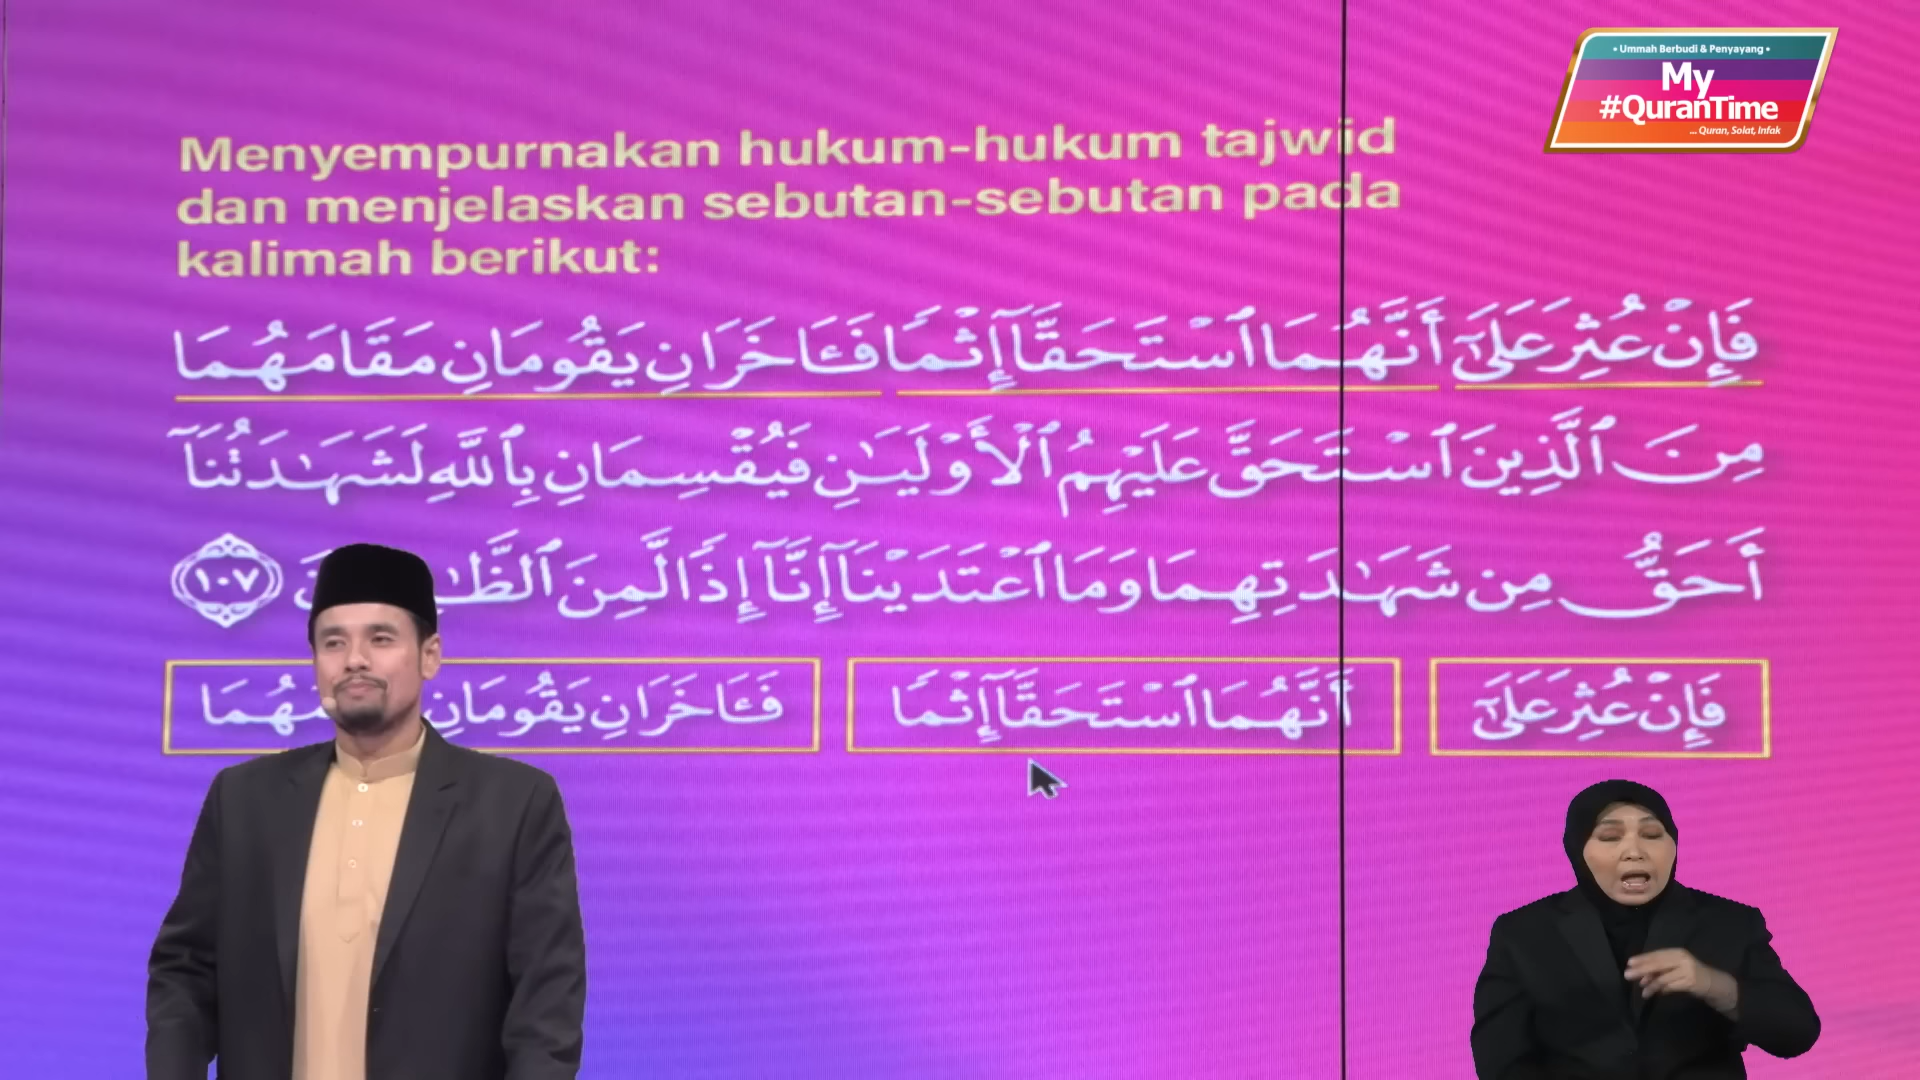 • Ummah Berbudi & Penyayang •
My
#QuranTime
... Quran, Solat, Infak
Menyempurnakan hukum-hukum tajwid
dan menjelaskan sebutan-sebutan pada
kalimah berikut:
فَإِنْ عُثِرَ عَلَىٰٓ أَنَّهُمَا ٱسْتَحَقَّآ إِثْمًا فَـَٔاخَرَانِ يَقُومَانِ مَقَامَهُمَا
مِنَ ٱلَّذِينَ ٱسْتَحَقَّ عَلَيْهِمُ ٱلْأَوْلَيَـٰنِ فَيُقْسِمَانِ بِٱللَّهِ لَشَهَـٰدَتُنَآ
أَحَقُّ مِن شَهَـٰدَتِهِمَا وَمَا ٱعْتَدَيْنَآ إِنَّآ إِذًا لَّمِنَ ١٠٧
فَإِنْ عُثِرَ عَلَىٰٓ
أَنَّهُمَا ٱسْتَحَقَّآ إِثْمًا
فَـَٔاخَرَانِ يَقُومَانِ